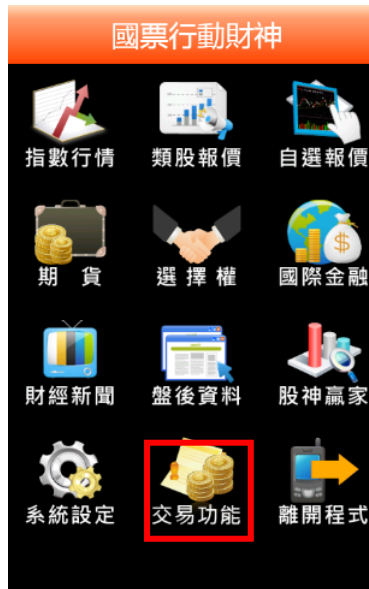 國票行動財神
指數行情 類股報價 自選報價
期 貨 選擇權 國際金融
財經新聞 盤後資料 股神贏家
系統設定 交易功能 離開程式